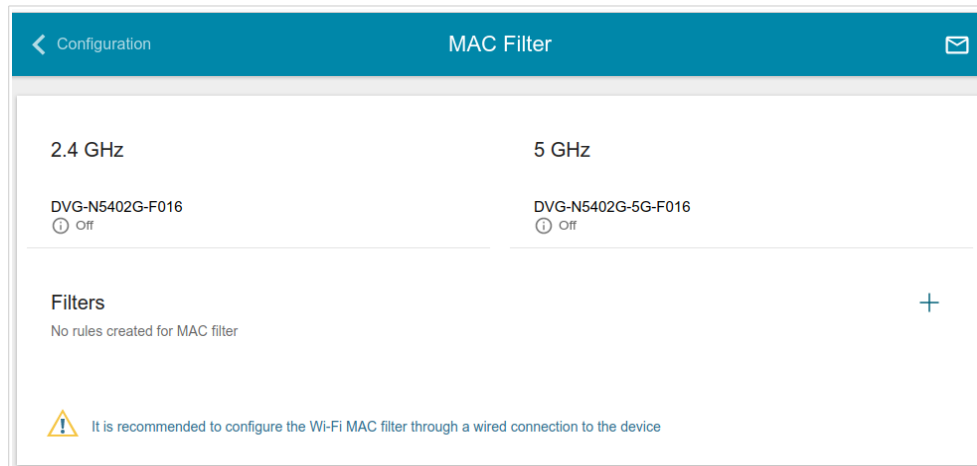 Configuration
MAC Filter
2.4 GHz
5 GHz
DVG-N5402G-F016
Off
DVG-N5402G-5G-F016
Off
Filters
No rules created for MAC filter
It is recommended to configure the Wi-Fi MAC filter through a wired connection to the device